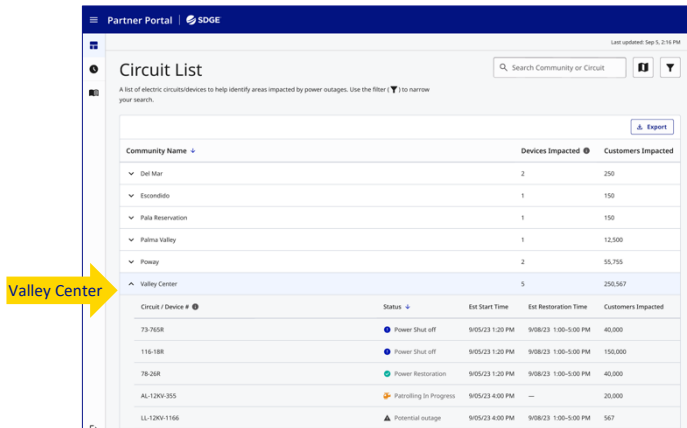 Partner Portal
SDGE
Last updated: Sep 5, 2:16 PM
Circuit List
Search Community or Circuit
A list of electric circuits/devices to help identify areas impacted by power outages. Use the filter ( ) to narrow
your search.
Export
Community Name Devices Impacted Customers Impacted
Del Mar 2 250
Escondido 1 150
Pala Reservation 1 150
Palma Valley 1 12,500
Poway 2 55,755
Valley Center
Valley Center 5 250,567
Circuit / Device # Status Est Start Time Est Restoration Time Customers Impacted
73-765R Power Shut off 9/05/23 1:20 PM 9/08/23 1:00-5:00 PM 40,000
116-18R Power Shut off 9/05/23 1:20 PM 9/08/23 1:00-5:00 PM 150,000
78-26R Power Restoration 9/05/23 1:20 PM 9/08/23 1:00-5:00 PM 40,000
AL-12KV-355 Patrolling In Progress 9/05/23 4:00 PM — 20,000
LL-12KV-1166 Potential outage 9/05/23 4:00 PM 9/08/23 1:00-5:00 PM 567